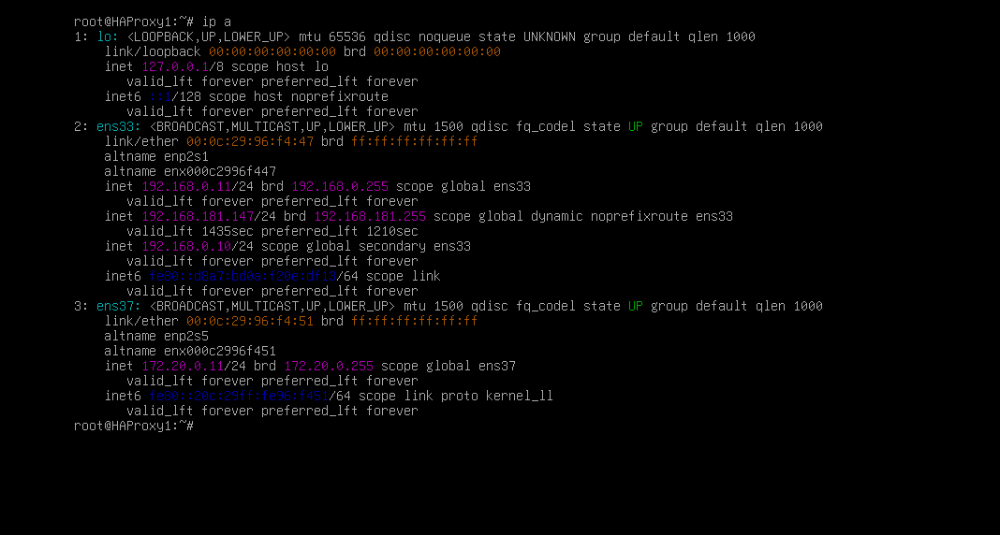 root@HAProxy1:~# ip a
1: lo: <LOOPBACK,UP,LOWER_UP> mtu 65536 qdisc noqueue state UNKNOWN group default qlen 1000
link/loopback 00:00:00:00:00:00 brd 00:00:00:00:00:00
inet 127.0.0.1/8 scope host lo
valid_lft forever preferred_lft forever
inet6 ::1/128 scope host noprefixroute
valid_lft forever preferred_lft forever
2: ens33: <BROADCAST,MULTICAST,UP,LOWER_UP> mtu 1500 qdisc fq_codel state UP group default qlen 1000
link/ether 00:0c:29:96:f4:47 brd ff:ff:ff:ff:ff:ff
altname enp2s1
altname enx000c2996f447
inet 192.168.0.11/24 brd 192.168.0.255 scope global ens33
valid_lft forever preferred_lft forever
inet 192.168.181.147/24 brd 192.168.181.255 scope global dynamic noprefixroute ens33
valid_lft 1435sec preferred_lft 1210sec
inet 192.168.0.10/24 scope global secondary ens33
valid_lft forever preferred_lft forever
inet6 /64 scope link
valid_lft forever preferred_lft forever
3: ens37: <BROADCAST,MULTICAST,UP,LOWER_UP> mtu 1500 qdisc fq_codel state UP group default qlen 1000
link/ether 00:0c:29:96:f4:51 brd ff:ff:ff:ff:ff:ff
altname enp2s5
altname enx000c2996f451
inet 172.20.0.11/24 brd 172.20.0.255 scope global ens37
valid_lft forever preferred_lft forever
inet6 fe80::20c:29ff:fe96:f451/64 scope link proto kernel_ll
valid_lft forever preferred_lft forever
root@HAProxy1:~#